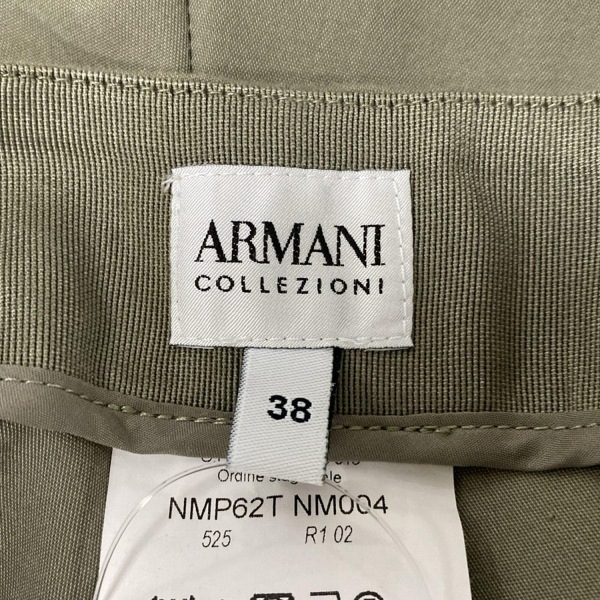 ARMANI
COLLEZIONI
38
Ordine
NMP62T NM004
525 R1 02